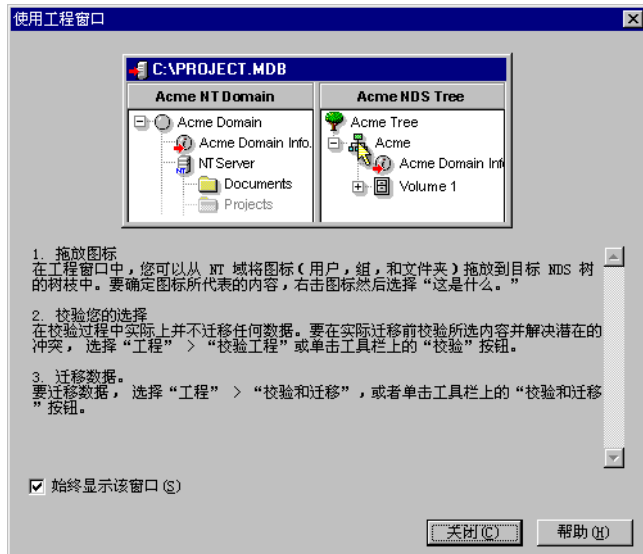 使用工程窗口
C:\PROJECT.MDB
Acme NT Domain
Acme NDS Tree
Acme Domain
Acme Domain Info.
NT Server
Documents
Projects
Acme Tree
Acme
Acme Domain Inf
Volume 1
1. 拖放图标
在工程窗口中，您可以从 NT 域将图标(用户，组，和文件夹)拖放到目标 NDS 树
的树枝中。要确定图标所代表的内容，右击图标然后选择“这是什么。”
2. 校验您的选择
在校验过程中实际上并不迁移任何数据。要在实际迁移前校验所选内容并解决潜在的
冲突， 选择“工程” > “校验工程”或单击工具栏上的“校验”按钮。
3. 迁移数据。
要迁移数据， 选择“工程” > “校验和迁移”，或者单击工具栏上的“校验和迁移
”按钮。
始终显示该窗口(S)
关闭(C)
帮助(H)